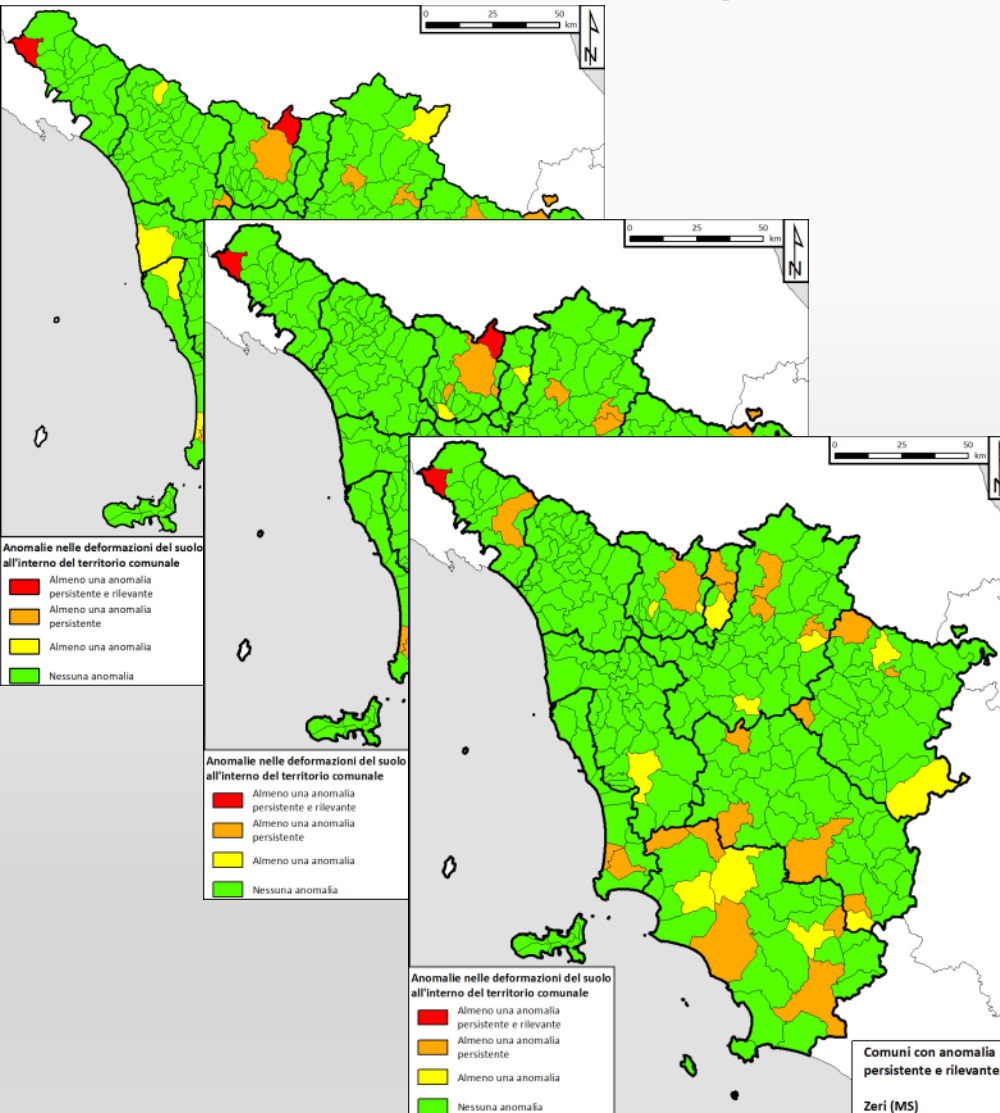 0 25 50
km
N
0 25 50
km
N
0 25 50
km
N
Anomalie nelle deformazioni del suolo
all'interno del territorio comunale
Almeno una anomalia
persistente e rilevante
Almeno una anomalia
persistente
Almeno una anomalia
Nessuna anomalia
Anomalie nelle deformazioni del suolo
all'interno del territorio comunale
Almeno una anomalia
persistente e rilevante
Almeno una anomalia
persistente
Almeno una anomalia
Nessuna anomalia
Anomalie nelle deformazioni del suolo
all'interno del territorio comunale
Almeno una anomalia
persistente e rilevante
Almeno una anomalia
persistente
Almeno una anomalia
Nessuna anomalia
Comuni con anomalia
persistente e rilevante
Zeri (MS)